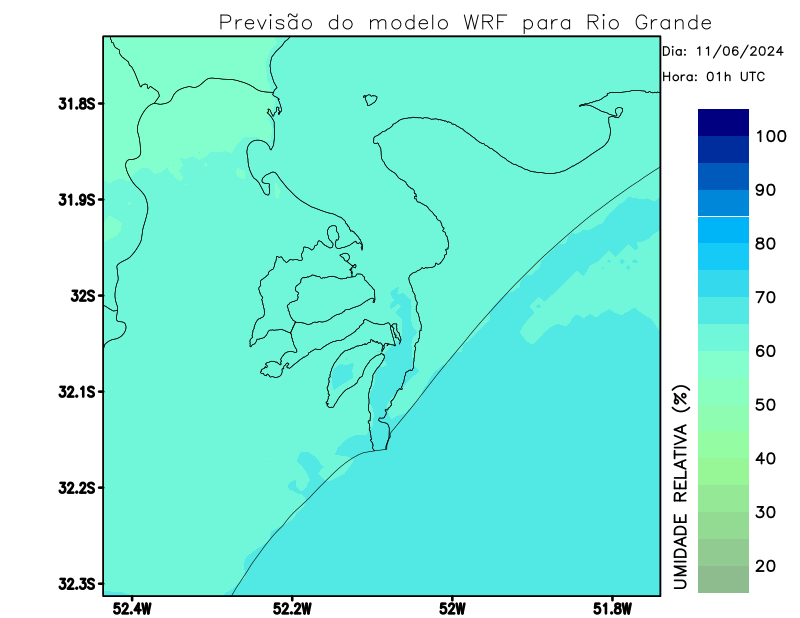 Previsão do modelo WRF para Rio Grande
Dia: 11/06/2024
Hora: 01h UTC
31.8S
31.9S
32S
32.1S
32.2S
32.3S
52.4W
52.2W
52W
51.8W
100
90
80
70
60
50
40
30
20
UMIDADE RELATIVA (%)